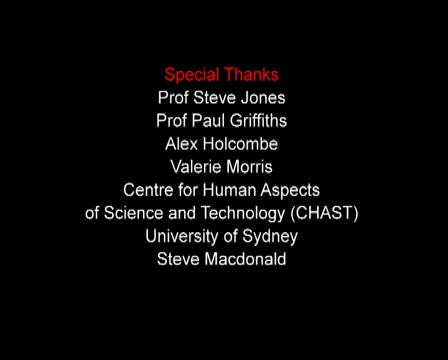 Special Thanks
Prof Steve Jones
Prof Paul Griffiths
Alex Holcombe
Valerie Morris
Centre for Human Aspects
of Science and Technology (CHAST)
University of Sydney
Steve Macdonald